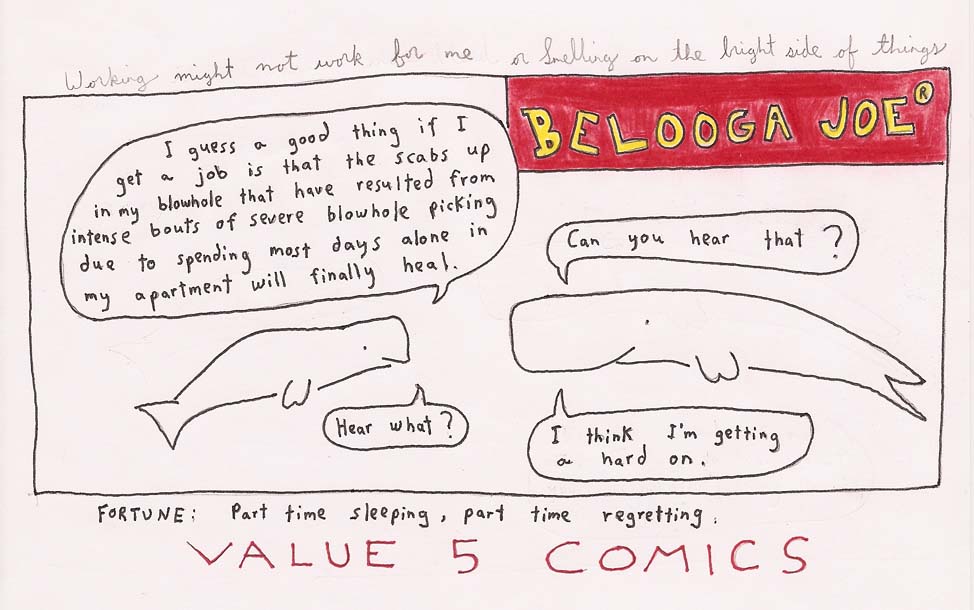 Working might not work for me or Smelling on the bright side of things
BELOOGA JOE®
I guess a good thing if I
get a job is that the scabs up
in my blowhole that have resulted from
intense bouts of severe blowhole picking
due to spending most days alone in
my apartment will finally heal.
Can you hear that?
Hear what?
I think I'm getting
a hard on.
FORTUNE: Part time sleeping, part time regretting.
VALUE 5 COMICS